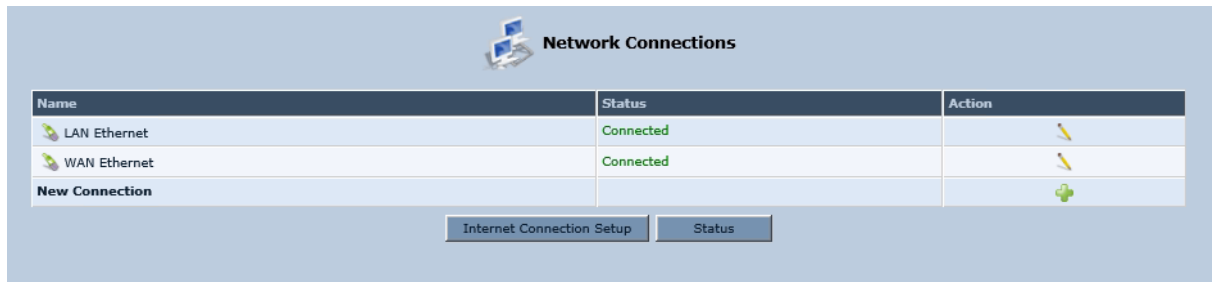 Network Connections
Name Status Action
LAN Ethernet Connected
WAN Ethernet Connected
New Connection
Internet Connection Setup Status